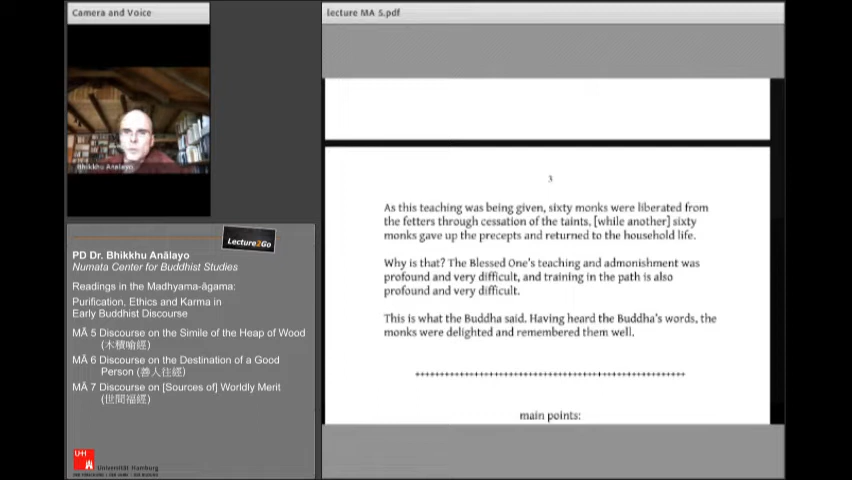 Camera and Voice
Bhikkhu Analayo
Lecture2Go
PD Dr. Bhikkhu Anālayo
Numata Center for Buddhist Studies
Readings in the Madhyama-āgama:
Purification, Ethics and Karma in
Early Buddhist Discourse
MĀ 5 Discourse on the Simile of the Heap of Wood
(木積喻經)
MĀ 6 Discourse on the Destination of a Good
Person (善人往經)
MĀ 7 Discourse on [Sources of] Worldly Merit
(世間福經)
UH
Universität Hamburg
lecture MA 5.pdf
3
As this teaching was being given, sixty monks were liberated from
the fetters through cessation of the taints, [while another] sixty
monks gave up the precepts and returned to the household life.
Why is that? The Blessed One's teaching and admonishment was
profound and very difficult, and training in the path is also
profound and very difficult.
This is what the Buddha said. Having heard the Buddha's words, the
monks were delighted and remembered them well.
++++++++++++++++++++++++++++++++++++++++++++++++++++++
main points: